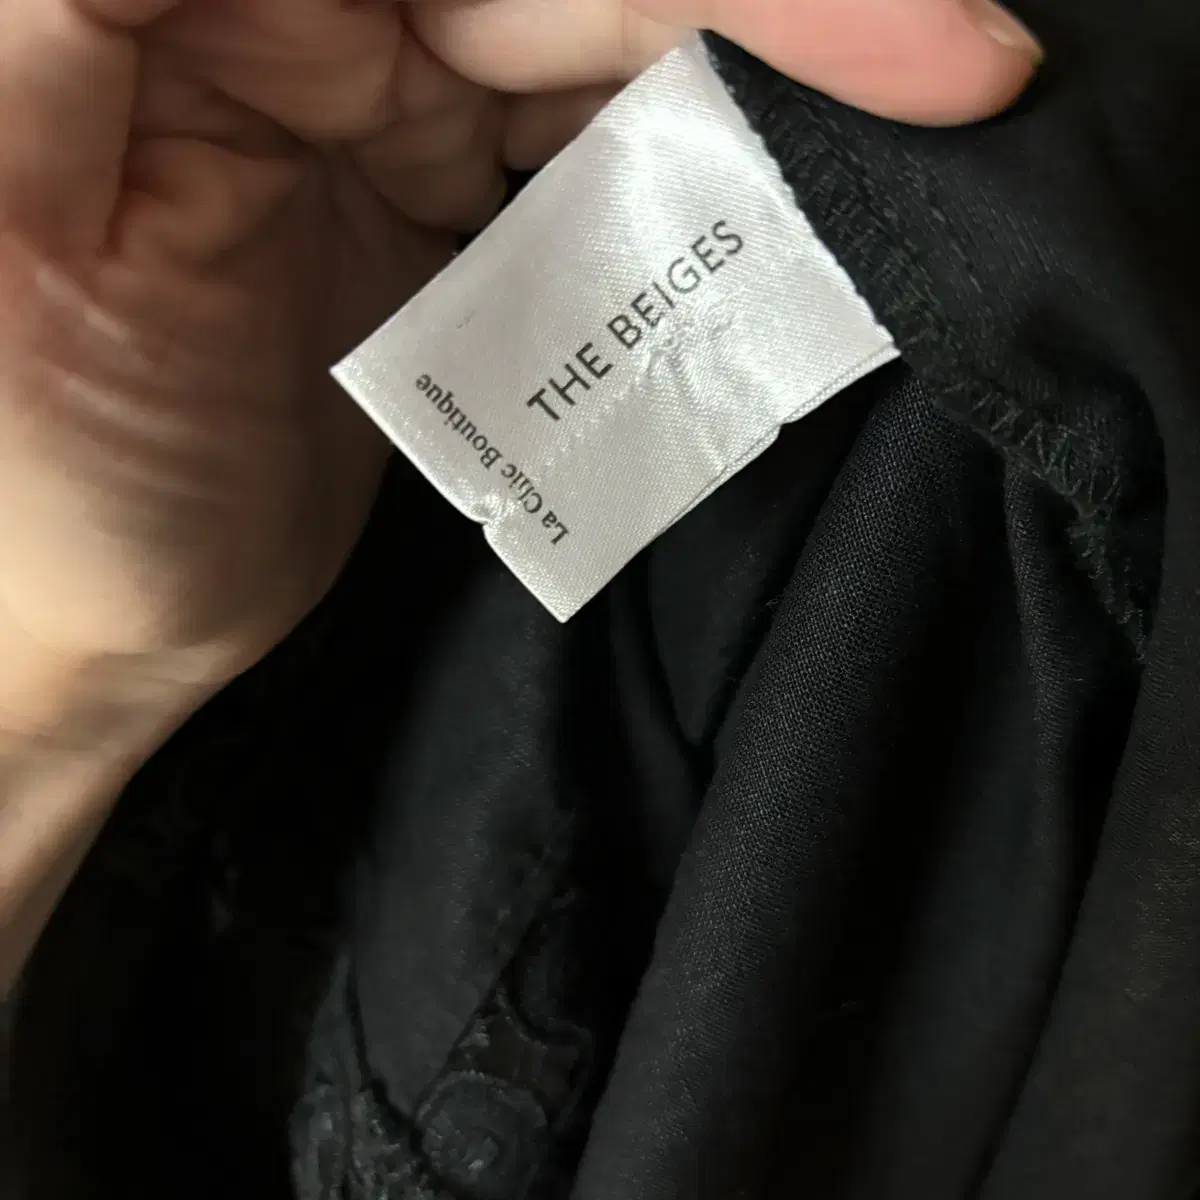 THE BEIGES
La Chic Boutique